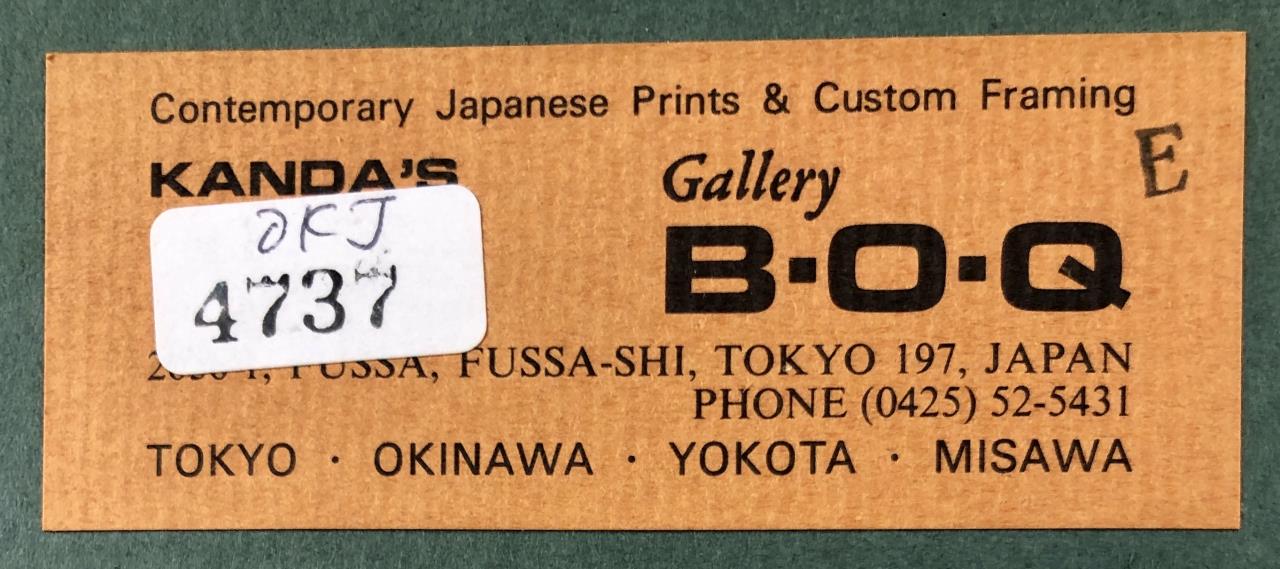 Contemporary Japanese Prints & Custom Framing
E
KANDA'S
Gallery
B·O·Q
4737
FUSSA, FUSSA-SHI, TOKYO 197, JAPAN
PHONE (0425) 52-5431
TOKYO · OKINAWA · YOKOTA · MISAWA